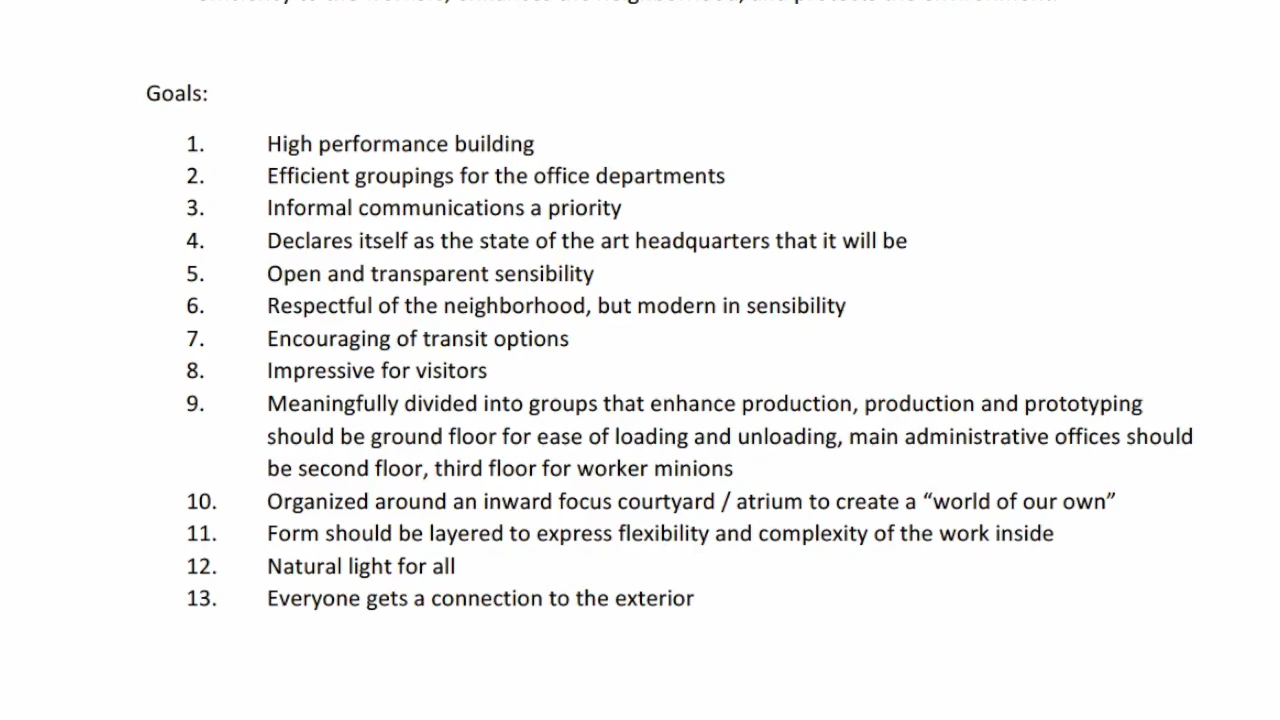 Goals:
1. High performance building
2. Efficient groupings for the office departments
3. Informal communications a priority
4. Declares itself as the state of the art headquarters that it will be
5. Open and transparent sensibility
6. Respectful of the neighborhood, but modern in sensibility
7. Encouraging of transit options
8. Impressive for visitors
9. Meaningfully divided into groups that enhance production, production and prototyping
should be ground floor for ease of loading and unloading, main administrative offices should
be second floor, third floor for worker minions
10. Organized around an inward focus courtyard / atrium to create a “world of our own”
11. Form should be layered to express flexibility and complexity of the work inside
12. Natural light for all
13. Everyone gets a connection to the exterior